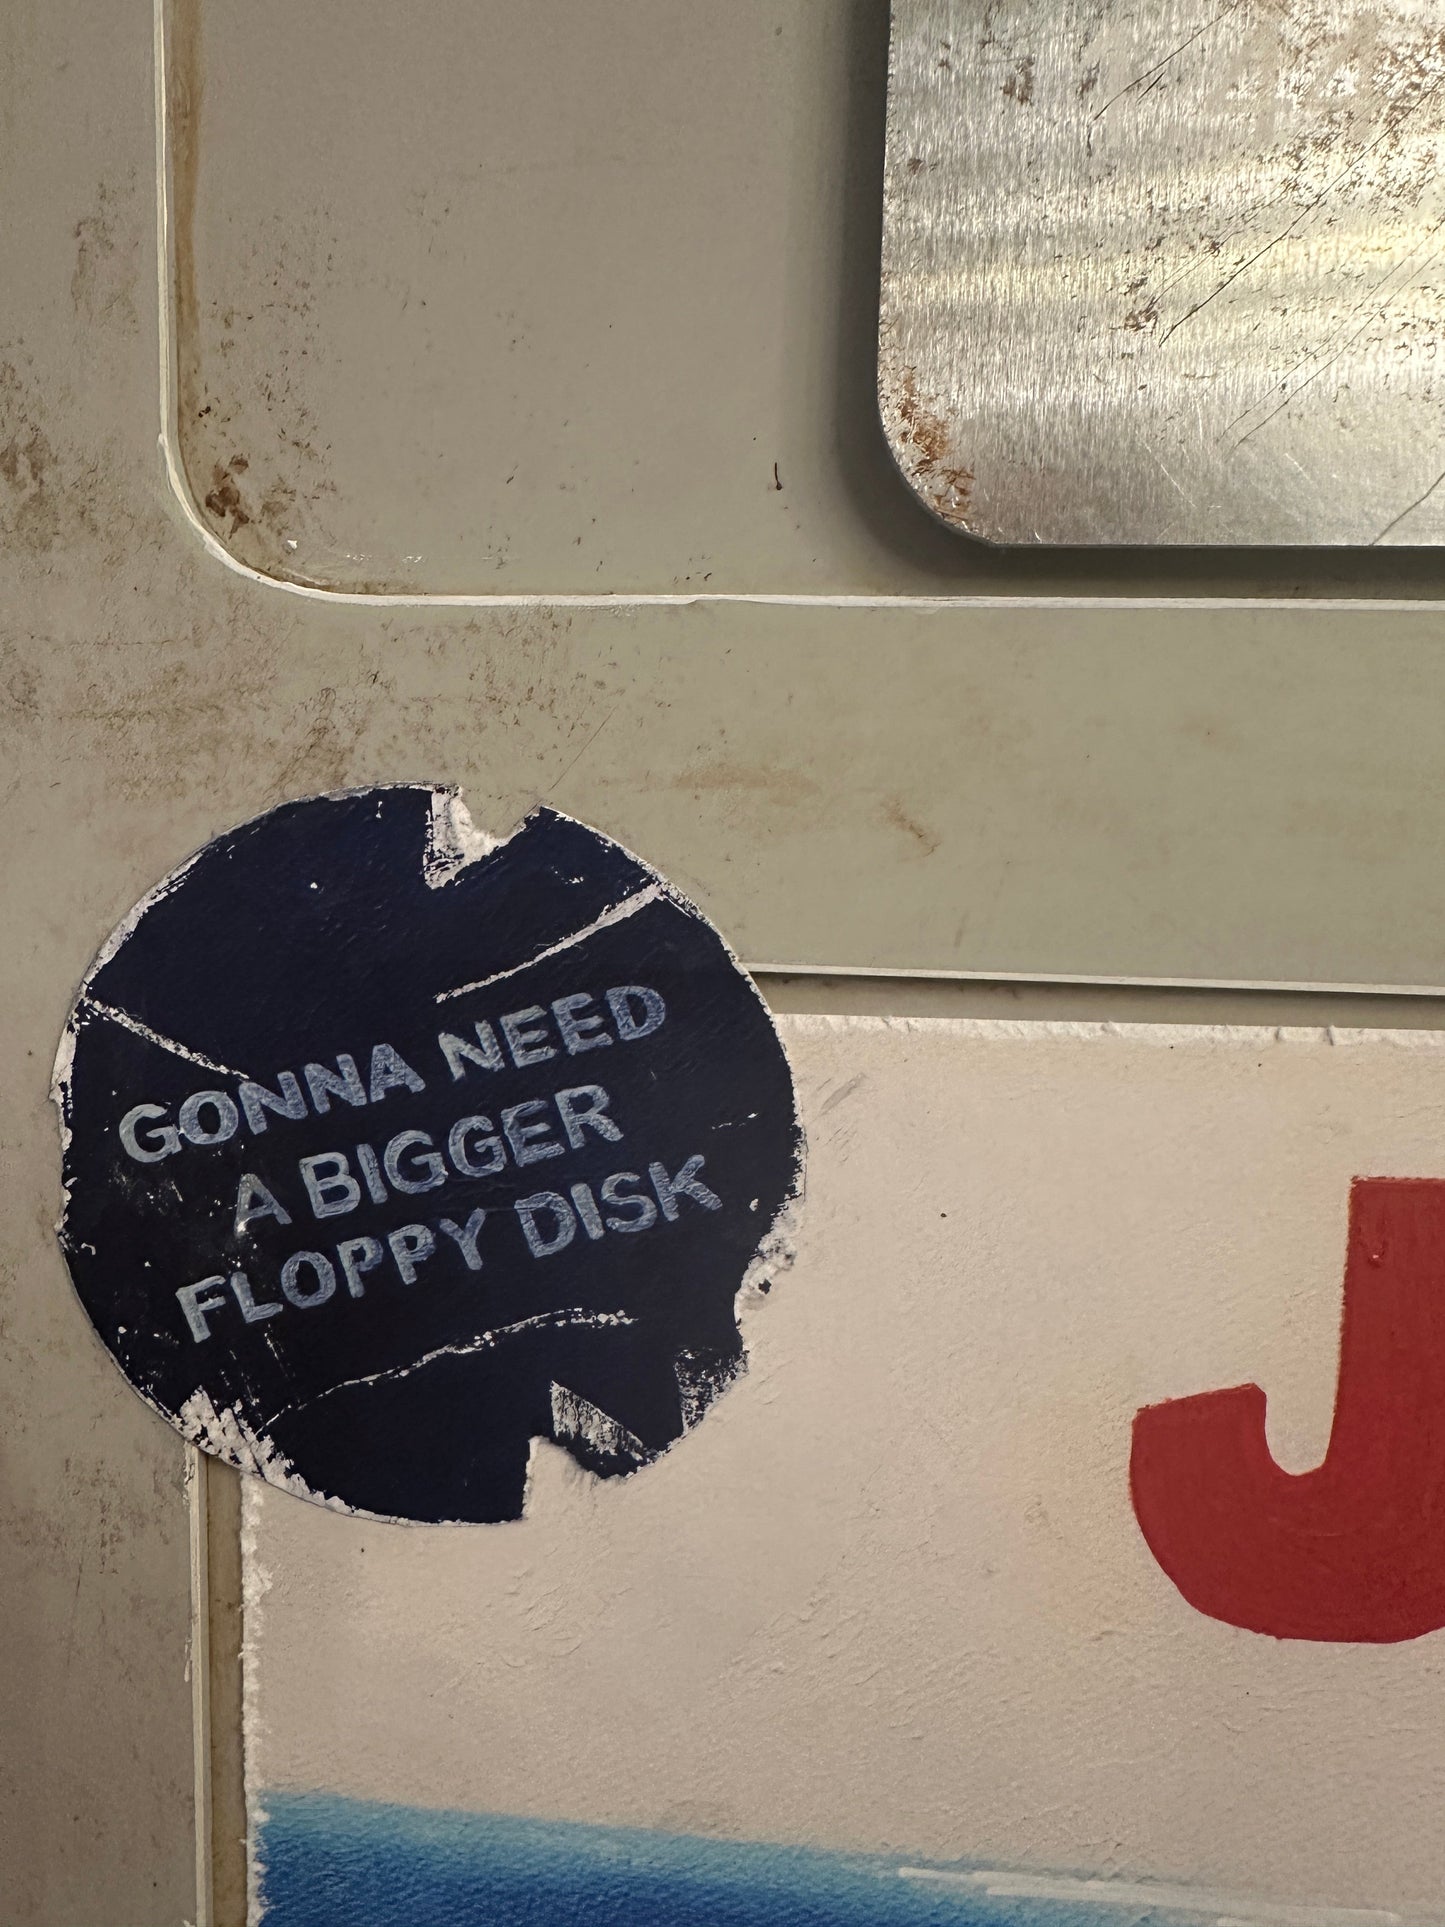 GONNA NEED
A BIGGER
FLOPPY DISK
J